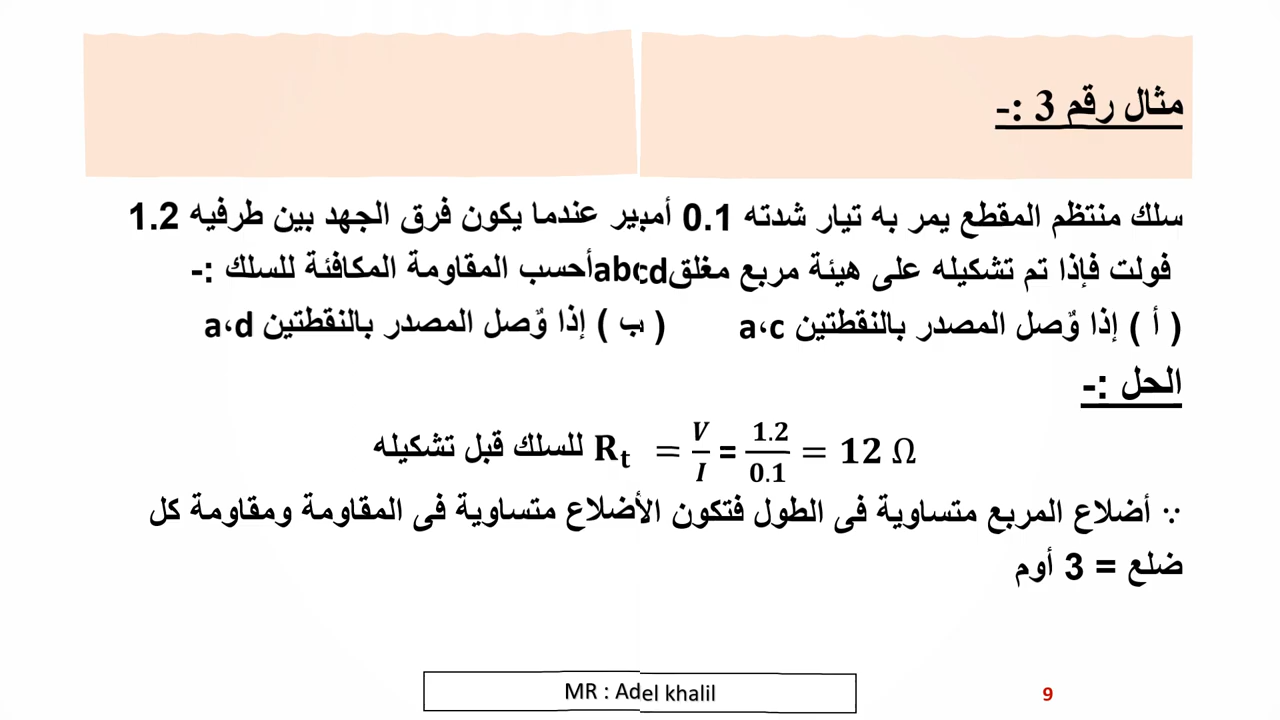 مثال رقم 3 :-
سلك منتظم المقطع يمر به تيار شدته 0.1 أمبير عندما يكون فرق الجهد بين طرفيه 1.2
فولت فإذا تم تشكيله على هيئة مربع مغلق abcd أحسب المقاومة المكافئة للسلك :-
( أ ) إذا وٌصل المصدر بالنقطتين a،c ( ب ) إذا وٌصل المصدر بالنقطتين a،d
الحل :-
للسلك قبل تشكيله Rt = V/I = 1.2/0.1 = 12 Ω
∵ أضلاع المربع متساوية فى الطول فتكون الأضلاع متساوية فى المقاومة ومقاومة كل
ضلع = 3 أوم
MR : Adel khalil
9